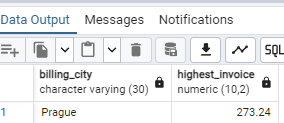 Data Output Messages Notifications
SQL
billing_city highest_invoice
character varying (30) numeric (10,2)
1 Prague 273.24